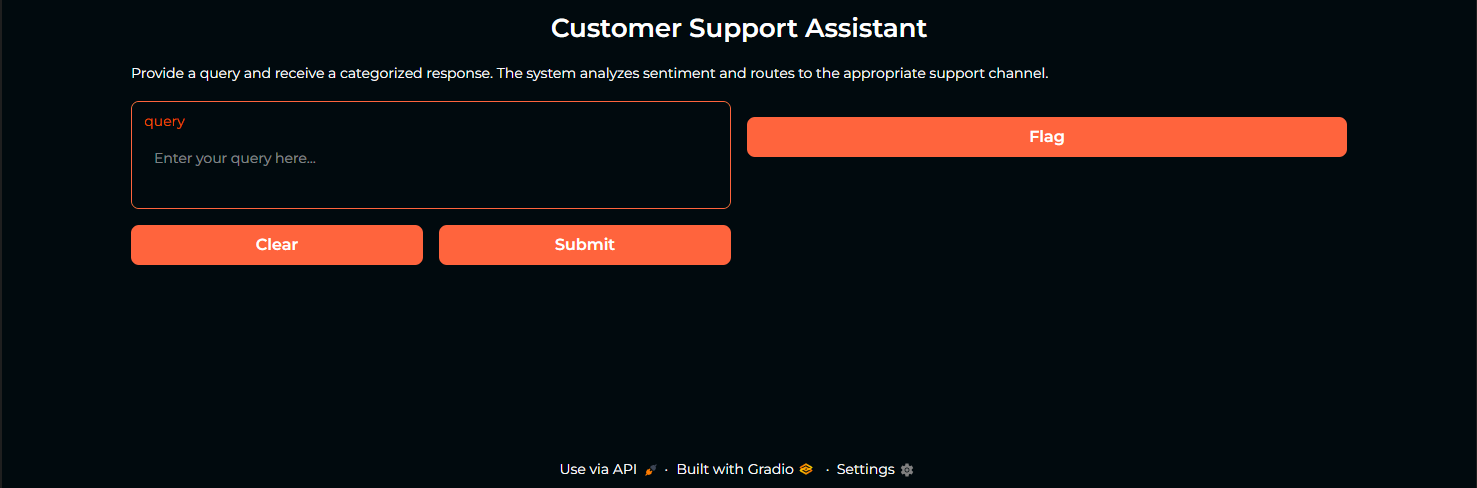 Customer Support Assistant
Provide a query and receive a categorized response. The system analyzes sentiment and routes to the appropriate support channel.
query
Enter your query here...
Clear
Submit
Flag
Use via API · Built with Gradio · Settings